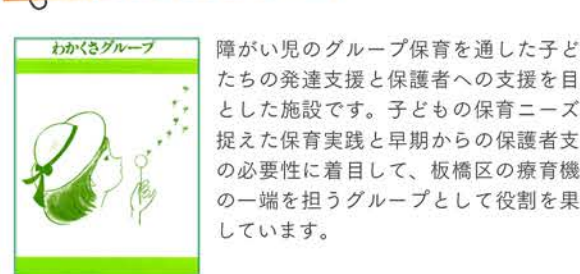 わかくさグループ
障がい児のグループ保育を通した子ど
たちの発達支援と保護者への支援を目
とした施設です。子どもの保育ニーズ
捉えた保育実践と早期からの保護者支
の必要性に着目して、板橋区の療育機
の一端を担うグループとして役割を果
しています。